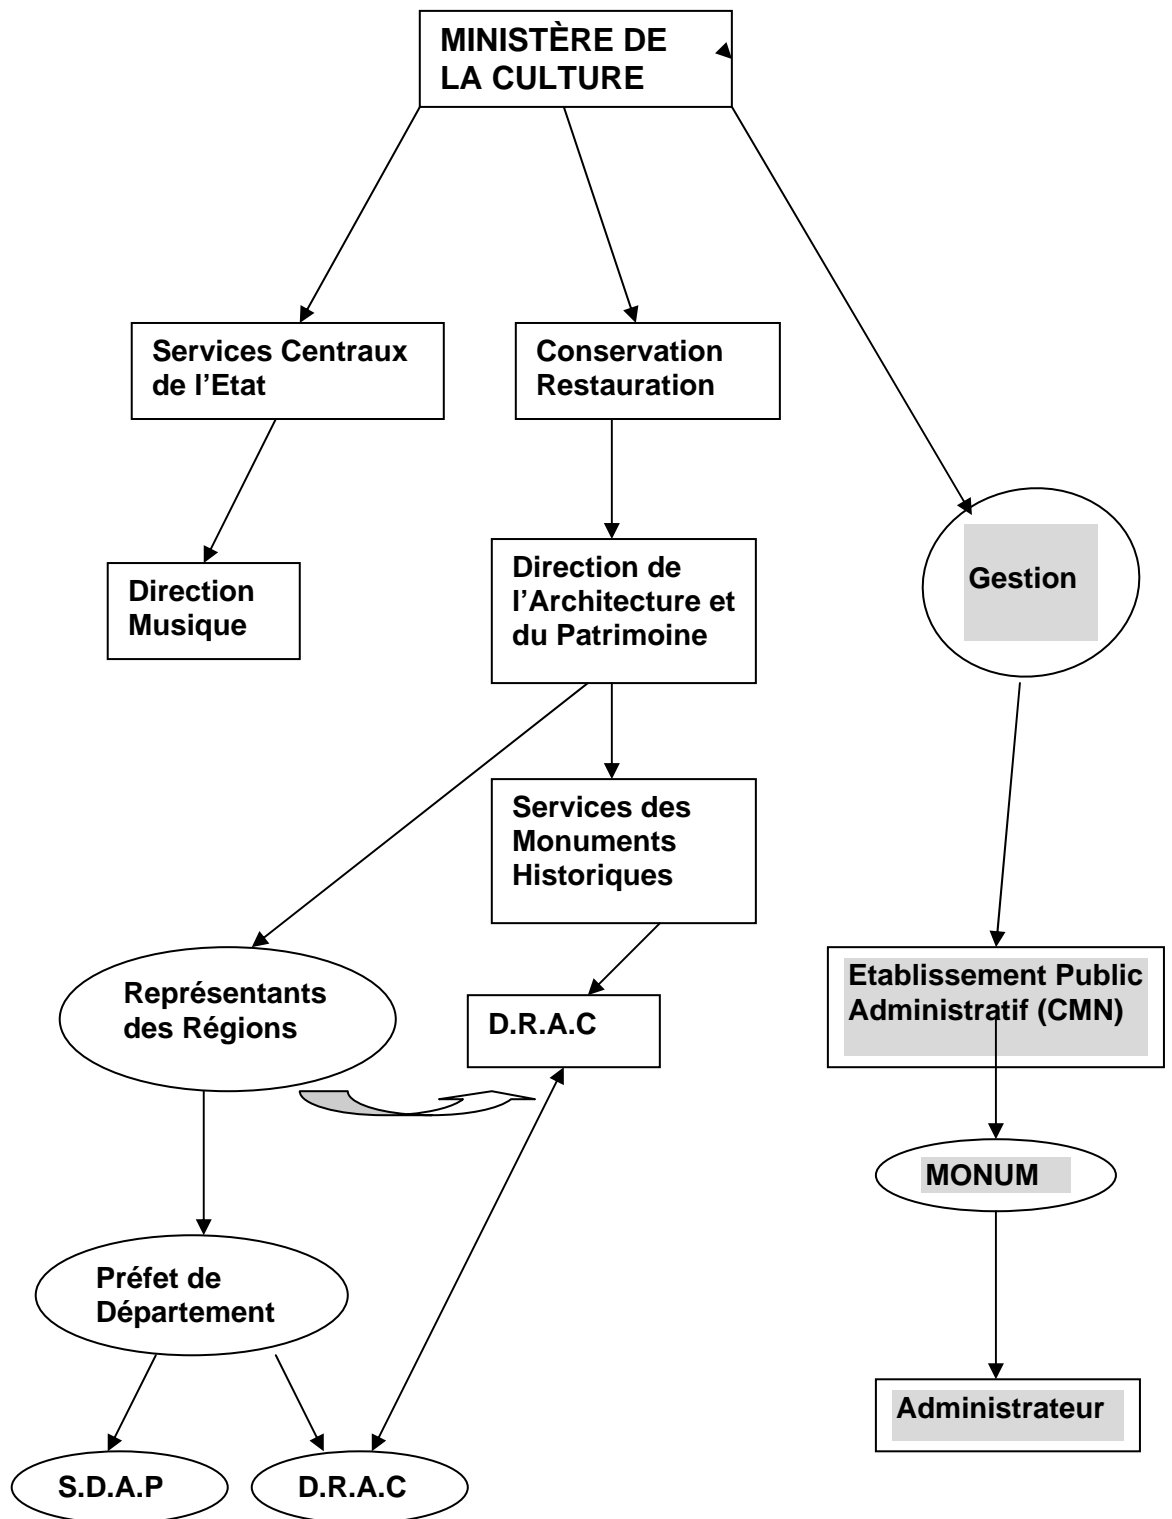 MINISTÈRE DE
LA CULTURE
Services Centraux
de l'Etat
Conservation
Restauration
Direction
Musique
Direction de
l'Architecture et
du Patrimoine
Gestion
Services des
Monuments
Historiques
Représentants
des Régions
D.R.A.C
Etablissement Public
Administratif (CMN)
MONUM
Préfet de
Département
Administrateur
S.D.A.P
D.R.A.C